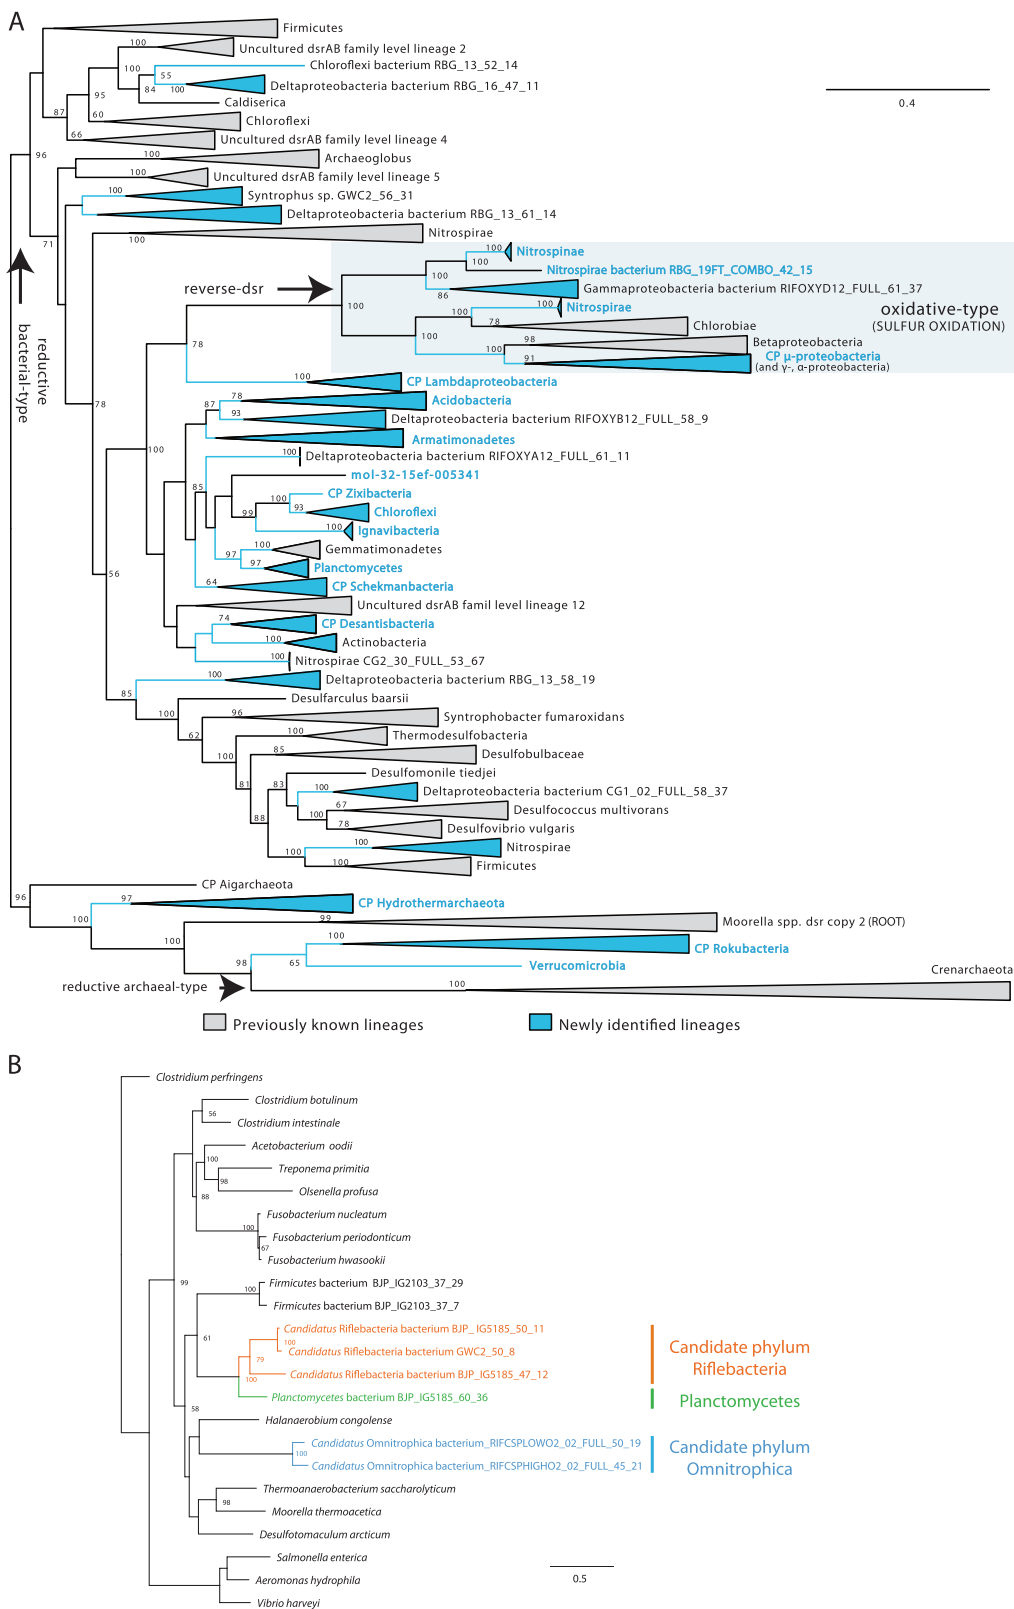 A
Firmicutes
100
Uncultured dsrAB family level lineage 2
100
Chloroflexi bacterium RBG_13_52_14
55
100
Deltaproteobacteria bacterium RBG_16_47_11
84
95
Caldiserica
0.4
87
60
Chloroflexi
66
Uncultured dsrAB family level lineage 4
96
100
Archaeoglobus
100
Uncultured dsrAB family level lineage 5
100
Syntrophus sp. GWC2_56_31
Deltaproteobacteria bacterium RBG_13_61_14
71
100
Nitrospirae
100
Nitrospinae
100
Nitrospirae bacterium RBG_19FT_COMBO_42_15
100
reverse-dsr
86
Gammaproteobacteria bacterium RIFOXYD12_FULL_61_37
100
100
Nitrospirae
oxidative-type
(SULFUR OXIDATION)
78
Chlorobiae
100
98
Betaproteobacteria
78
91
CP μ-proteobacteria
(and γ-, α-proteobacteria)
reductive
bacterial-type
100
CP Lambdaproteobacteria
78
78
Acidobacteria
87
93
Deltaproteobacteria bacterium RIFOXYB12_FULL_58_9
Armatimonadetes
100
100
Deltaproteobacteria bacterium RIFOXYA12_FULL_61_11
mol-32-15ef-005341
85
CP Zixibacteria
100
93
Chloroflexi
99
100
Ignavibacteria
100
Gemmatimonadetes
97
97
Planctomycetes
56
64
CP Schekmanbacteria
Uncultured dsrAB famil level lineage 12
74
CP Desantisbacteria
100
Actinobacteria
100
Nitrospirae CG2_30_FULL_53_67
100
Deltaproteobacteria bacterium RBG_13_58_19
85
Desulfarculus baarsii
96
Syntrophobacter fumaroxidans
62
100
Thermodesulfobacteria
100
85
Desulfobulbaceae
Desulfomonile tiedjei
81
83
100
Deltaproteobacteria bacterium CG1_02_FULL_58_37
67
Desulfococcus multivorans
100
88
78
Desulfovibrio vulgaris
100
Nitrospirae
100
100
Firmicutes
CP Aigarchaeota
96
97
CP Hydrothermarchaeota
100
99
Moorella spp. dsr copy 2 (ROOT)
100
100
CP Rokubacteria
98
65
Verrucomicrobia
reductive archaeal-type
100
Crenarchaeota
Previously known lineages
Newly identified lineages
B
Clostridium perfringens
Clostridium botulinum
56
Clostridium intestinale
Acetobacterium oodii
100
Treponema primitia
98
Olsenella profusa
88
Fusobacterium nucleatum
100
Fusobacterium periodonticum
67
Fusobacterium hwasookii
99
Firmicutes bacterium BJP_IG2103_37_29
100
Firmicutes bacterium BJP_IG2103_37_7
Candidatus Riflebacteria bacterium BJP_ IG5185_50_11
61
100
Candidatus Riflebacteria bacterium GWC2_50_8
79
Candidatus Riflebacteria bacterium BJP_IG5185_47_12
100
Candidate phylum
Riflebacteria
Planctomycetes bacterium BJP_IG5185_60_36
Planctomycetes
58
Halanaerobium congolense
Candidatus Omnitrophica bacterium_RIFCSPLOWO2_02_FULL_50_19
100
Candidatus Omnitrophica bacterium_RIFCSPHIGHO2_02_FULL_45_21
Candidate phylum
Omnitrophica
Thermoanaerobacterium saccharolyticum
98
Moorella thermoacetica
Desulfotomaculum arcticum
Salmonella enterica
Aeromonas hydrophila
Vibrio harveyi
0.5